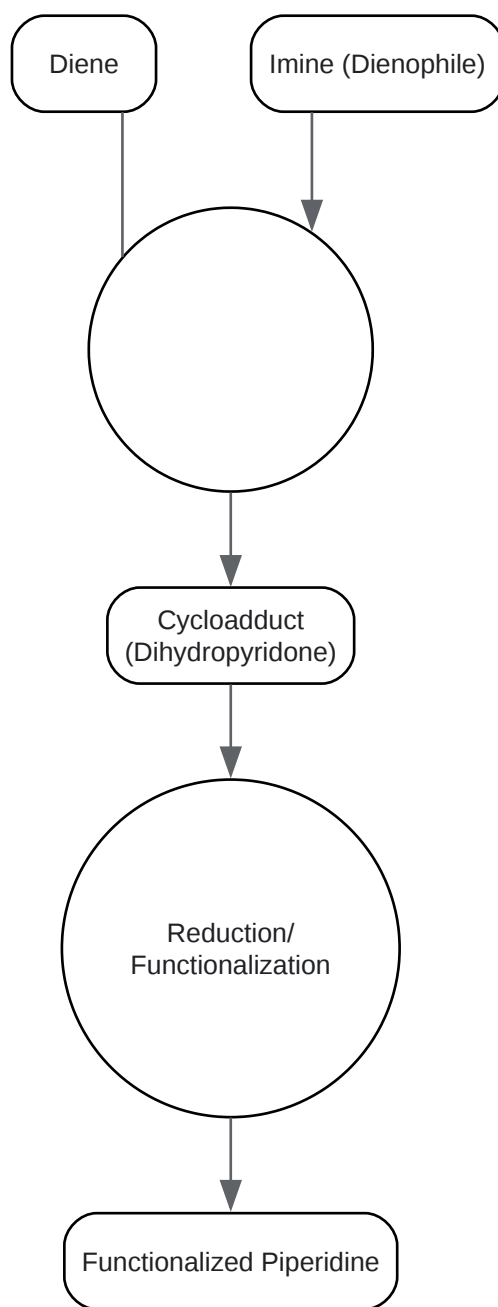 Diene
Imine (Dienophile)
Cycloadduct
(Dihydropyridone)
Reduction/
Functionalization
Functionalized Piperidine